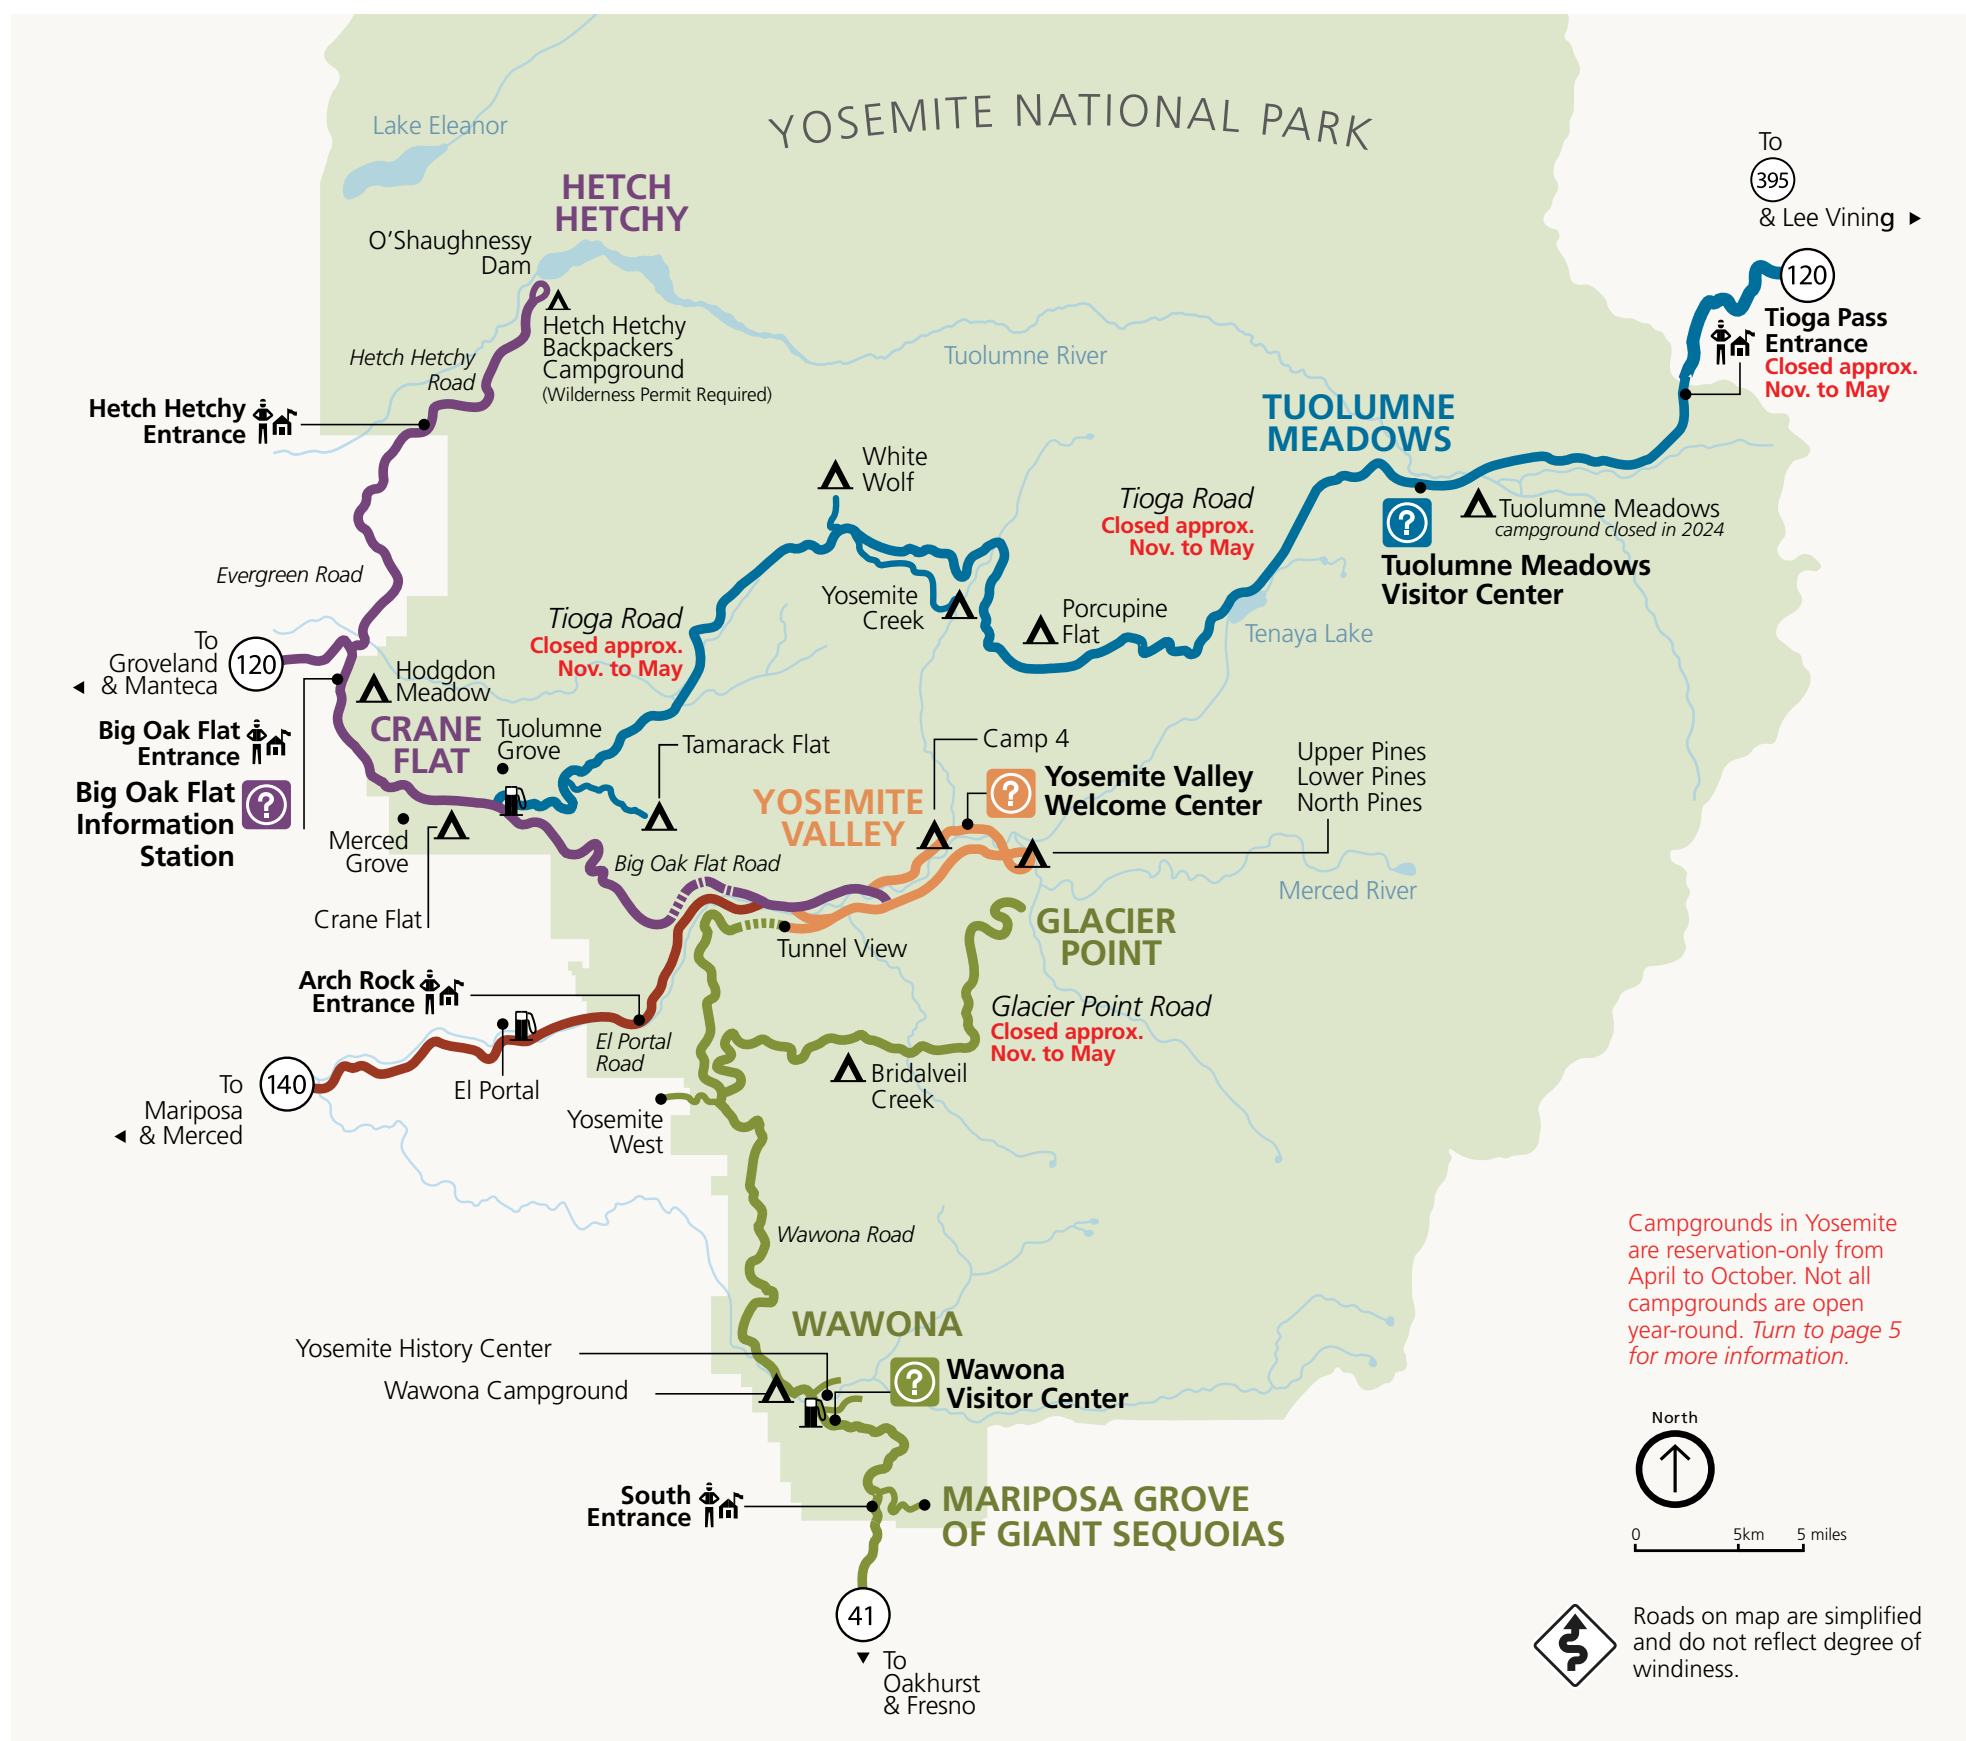 YOSEMITE NATIONAL PARK
Lake Eleanor
To
395
& Lee Vining
HETCH
HETCHY
O'Shaughnessy
Dam
120
Tioga Pass
Entrance
Closed approx.
Nov. to May
Hetch Hetchy
Backpackers
Campground
(Wilderness Permit Required)
Hetch Hetchy
Road
Tuolumne River
Hetch Hetchy
Entrance
TUOLUMNE
MEADOWS
White
Wolf
Tioga Road
Closed approx.
Nov. to May
Tuolumne Meadows
campground closed in 2024
?
Tuolumne Meadows
Visitor Center
Evergreen Road
Yosemite
Creek
Porcupine
Flat
Tenaya Lake
Tioga Road
Closed approx.
Nov. to May
To
Groveland
& Manteca
120
Hodgdon
Meadow
Big Oak Flat
Entrance
CRANE
FLAT
Tuolumne
Grove
Tamarack Flat
Camp 4
Upper Pines
Lower Pines
North Pines
Big Oak Flat
Information
Station
?
YOSEMITE
VALLEY
?
Yosemite Valley
Welcome Center
Merced
Grove
Big Oak Flat Road
Merced River
Crane Flat
GLACIER
POINT
Tunnel View
Arch Rock
Entrance
Glacier Point Road
Closed approx.
Nov. to May
El Portal
Road
To
Mariposa
& Merced
140
El Portal
Bridalveil
Creek
Yosemite
West
Wawona Road
Campgrounds in Yosemite
are reservation-only from
April to October. Not all
campgrounds are open
year-round. Turn to page 5
for more information.
WAWONA
Yosemite History Center
Wawona Campground
?
Wawona
Visitor Center
North
South
Entrance
MARIPOSA GROVE
OF GIANT SEQUOIAS
0 5km 5 miles
41
To
Oakhurst
& Fresno
Roads on map are simplified
and do not reflect degree of
windiness.